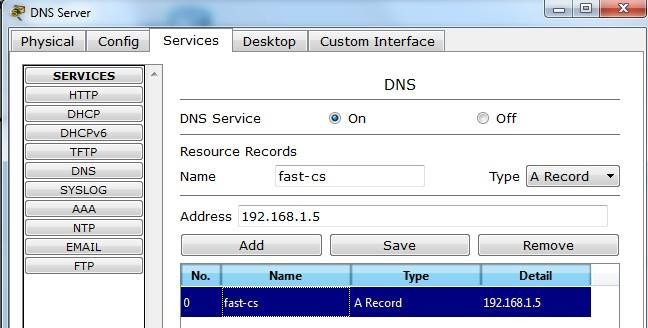 DNS Server
Physical Config Services Desktop Custom Interface
SERVICES
HTTP
DHCP
DHCPv6
TFTP
DNS
SYSLOG
AAA
NTP
EMAIL
FTP
DNS
DNS Service On Off
Resource Records
Name fast-cs Type A Record
Address 192.168.1.5
Add Save Remove
No. Name Type Detail
0 fast-cs A Record 192.168.1.5